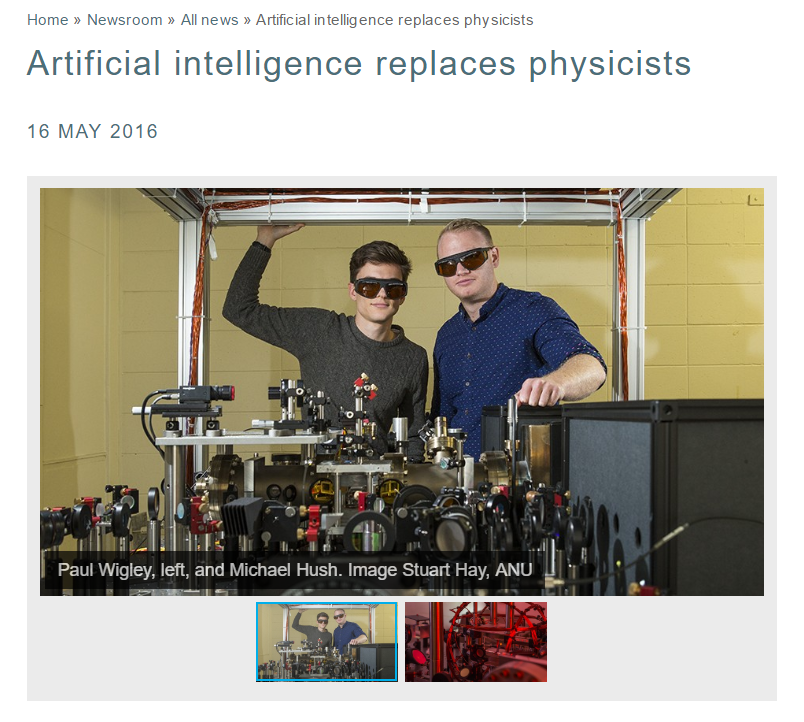 Home » Newsroom » All news » Artificial intelligence replaces physicists
Artificial intelligence replaces physicists
16 MAY 2016
Paul Wigley, left, and Michael Hush. Image Stuart Hay, ANU